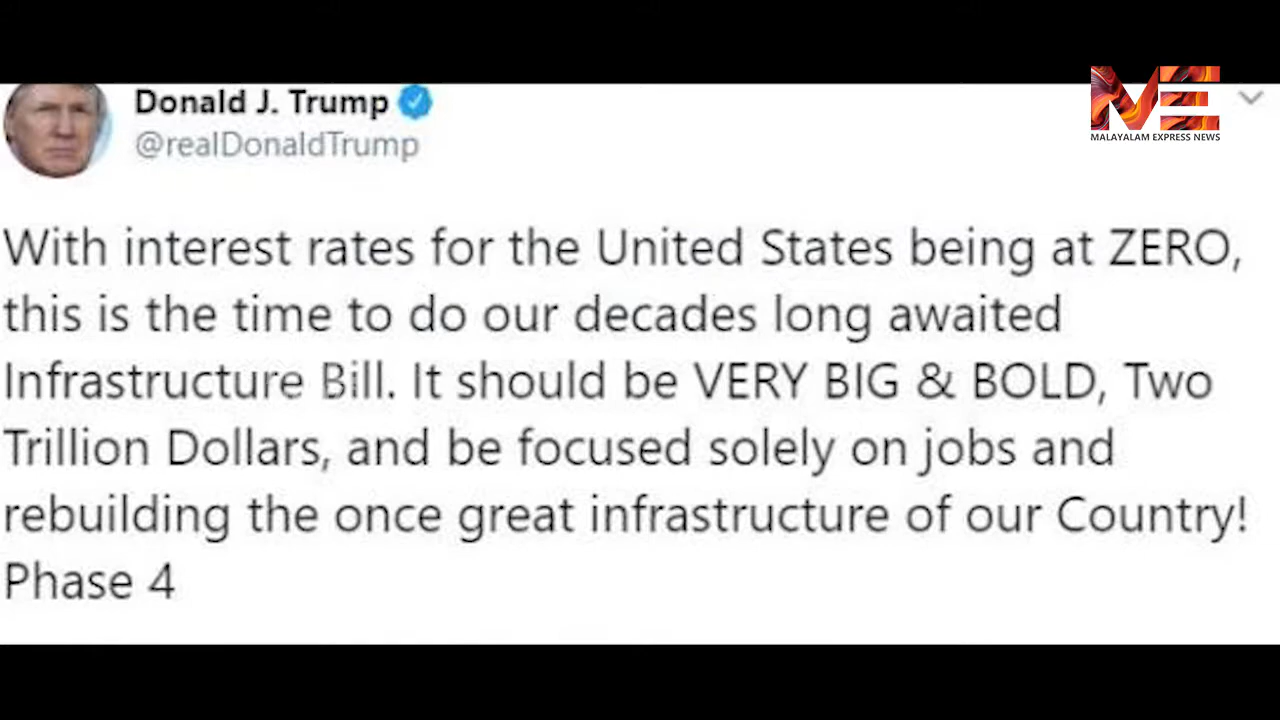 Donald J. Trump
@realDonaldTrump
ME
MALAYALAM EXPRESS NEWS
With interest rates for the United States being at ZERO,
this is the time to do our decades long awaited
Infrastructure Bill. It should be VERY BIG & BOLD, Two
Trillion Dollars, and be focused solely on jobs and
rebuilding the once great infrastructure of our Country!
Phase 4